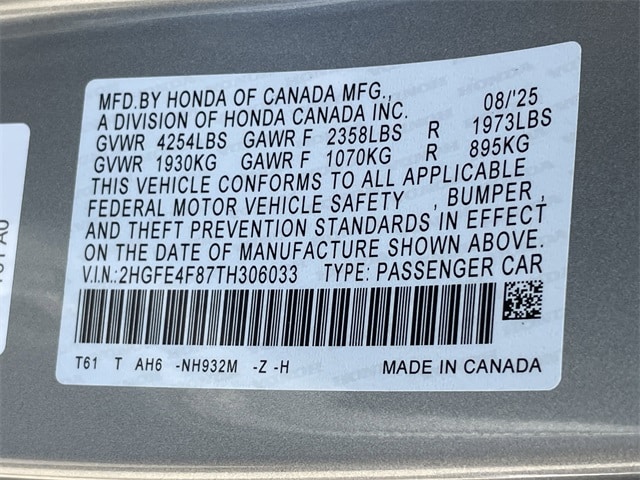 MFD.BY HONDA OF CANADA MFG.,
A DIVISION OF HONDA CANADA INC. 08/'25
GVWR 4254LBS GAWR F 2358LBS R 1973LBS
GVWR 1930KG GAWR F 1070KG R 895KG
THIS VEHICLE CONFORMS TO ALL APPLICABLE
FEDERAL MOTOR VEHICLE SAFETY , BUMPER ,
AND THEFT PREVENTION STANDARDS IN EFFECT
ON THE DATE OF MANUFACTURE SHOWN ABOVE.
V.I.N.:2HGFE4F87TH306033 TYPE: PASSENGER CAR
T61 T AH6 -NH932M -Z -H MADE IN CANADA